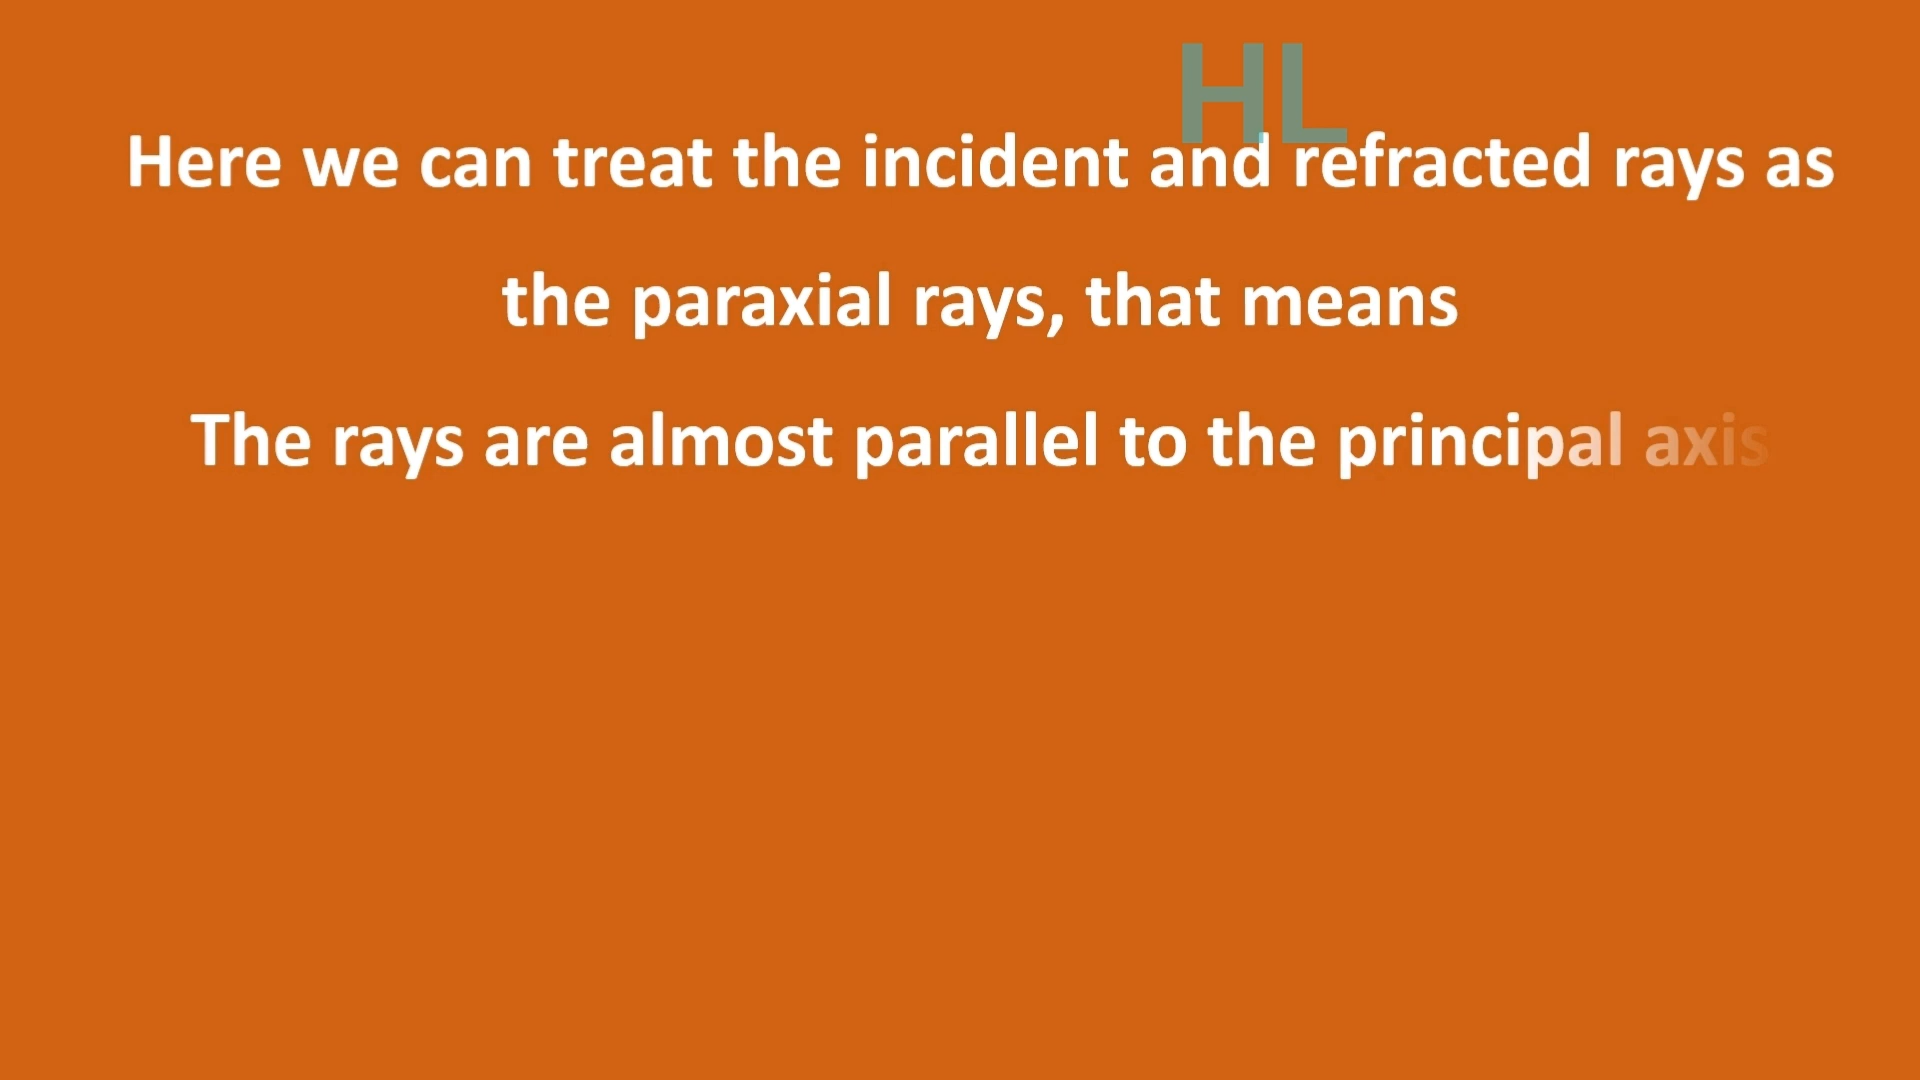 HL
Here we can treat the incident and refracted rays as
the paraxial rays, that means
The rays are almost parallel to the principal axis